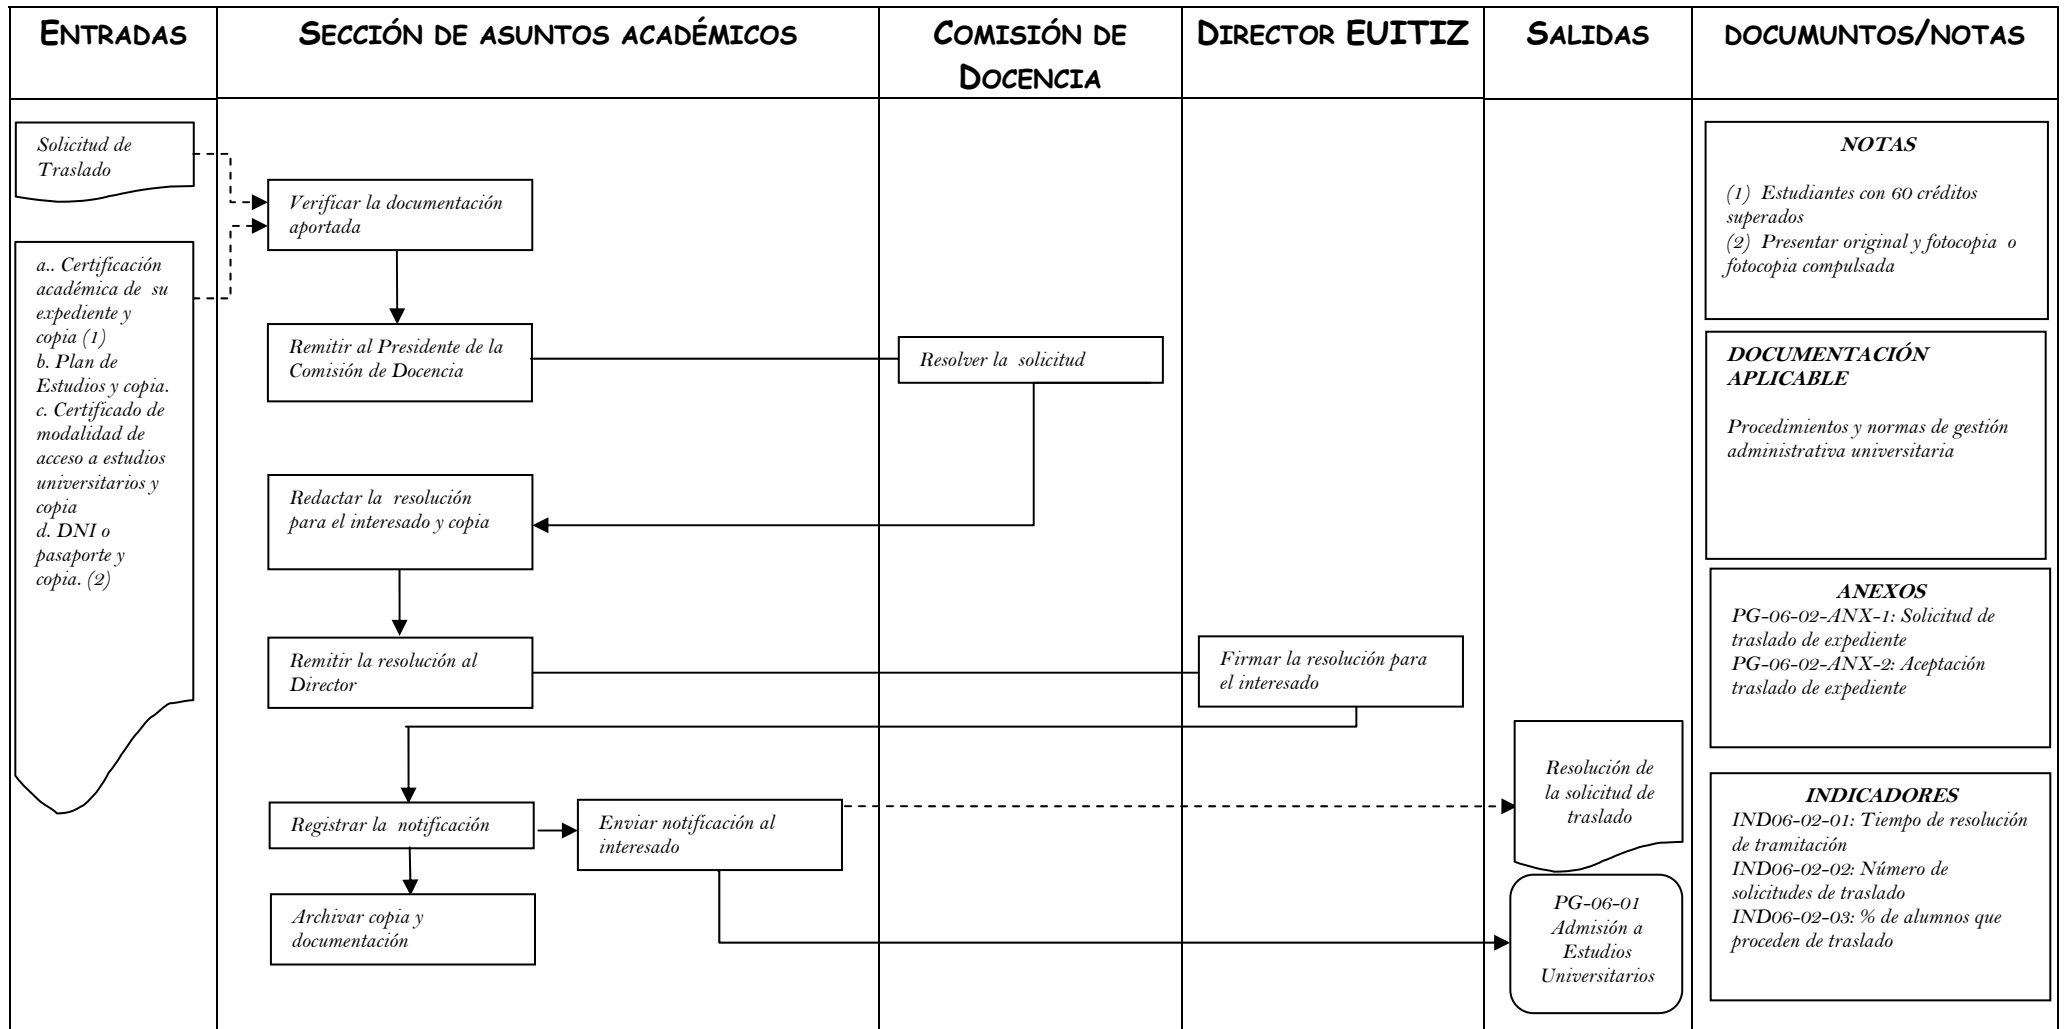 ENTRADAS
SECCIÓN DE ASUNTOS ACADÉMICOS
COMISIÓN DE
DOCENCIA
DIRECTOR EUITIZ
SALIDAS
DOCUMUNTOS/NOTAS
Solicitud de
Traslado
a.. Certificación
académica de su
expediente y
copia (1)
b. Plan de
Estudios y copia.
c. Certificado de
modalidad de
acceso a estudios
universitarios y
copia
d. DNI o
pasaporte y
copia. (2)
Verificar la documentación
aportada
Remitir al Presidente de la
Comisión de Docencia
Resolver la solicitud
Redactar la resolución
para el interesado y copia
Remitir la resolución al
Director
Firmar la resolución para
el interesado
Registrar la notificación
Enviar notificación al
interesado
Archivar copia y
documentación
Resolución de
la solicitud de
traslado
PG-06-01
Admisión a
Estudios
Universitarios
NOTAS
(1) Estudiantes con 60 créditos
superados
(2) Presentar original y fotocopia o
fotocopia compulsada
DOCUMENTACIÓN
APLICABLE
Procedimientos y normas de gestión
administrativa universitaria
ANEXOS
PG-06-02-ANX-1: Solicitud de
traslado de expediente
PG-06-02-ANX-2: Aceptación
traslado de expediente
INDICADORES
IND06-02-01: Tiempo de resolución
de tramitación
IND06-02-02: Número de
solicitudes de traslado
IND06-02-03: % de alumnos que
proceden de traslado